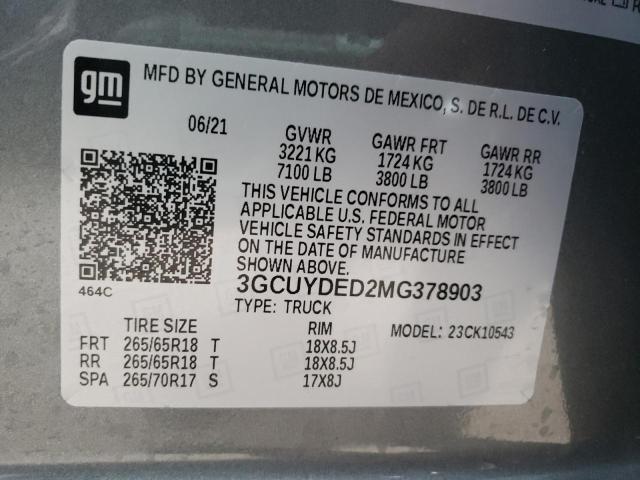 gm
MFD BY GENERAL MOTORS DE MEXICO, S. DE R.L. DE C.V.
06/21 GVWR GAWR FRT GAWR RR
3221 KG 1724 KG 1724 KG
7100 LB 3800 LB 3800 LB
THIS VEHICLE CONFORMS TO ALL
APPLICABLE U.S. FEDERAL MOTOR
VEHICLE SAFETY STANDARDS IN EFFECT
ON THE DATE OF MANUFACTURE
SHOWN ABOVE.
464C
3GCUYDED2MG378903
TYPE: TRUCK
TIRE SIZE RIM MODEL: 23CK10543
FRT 265/65R18 T 18X8.5J
RR 265/65R18 T 18X8.5J
SPA 265/70R17 S 17X8J